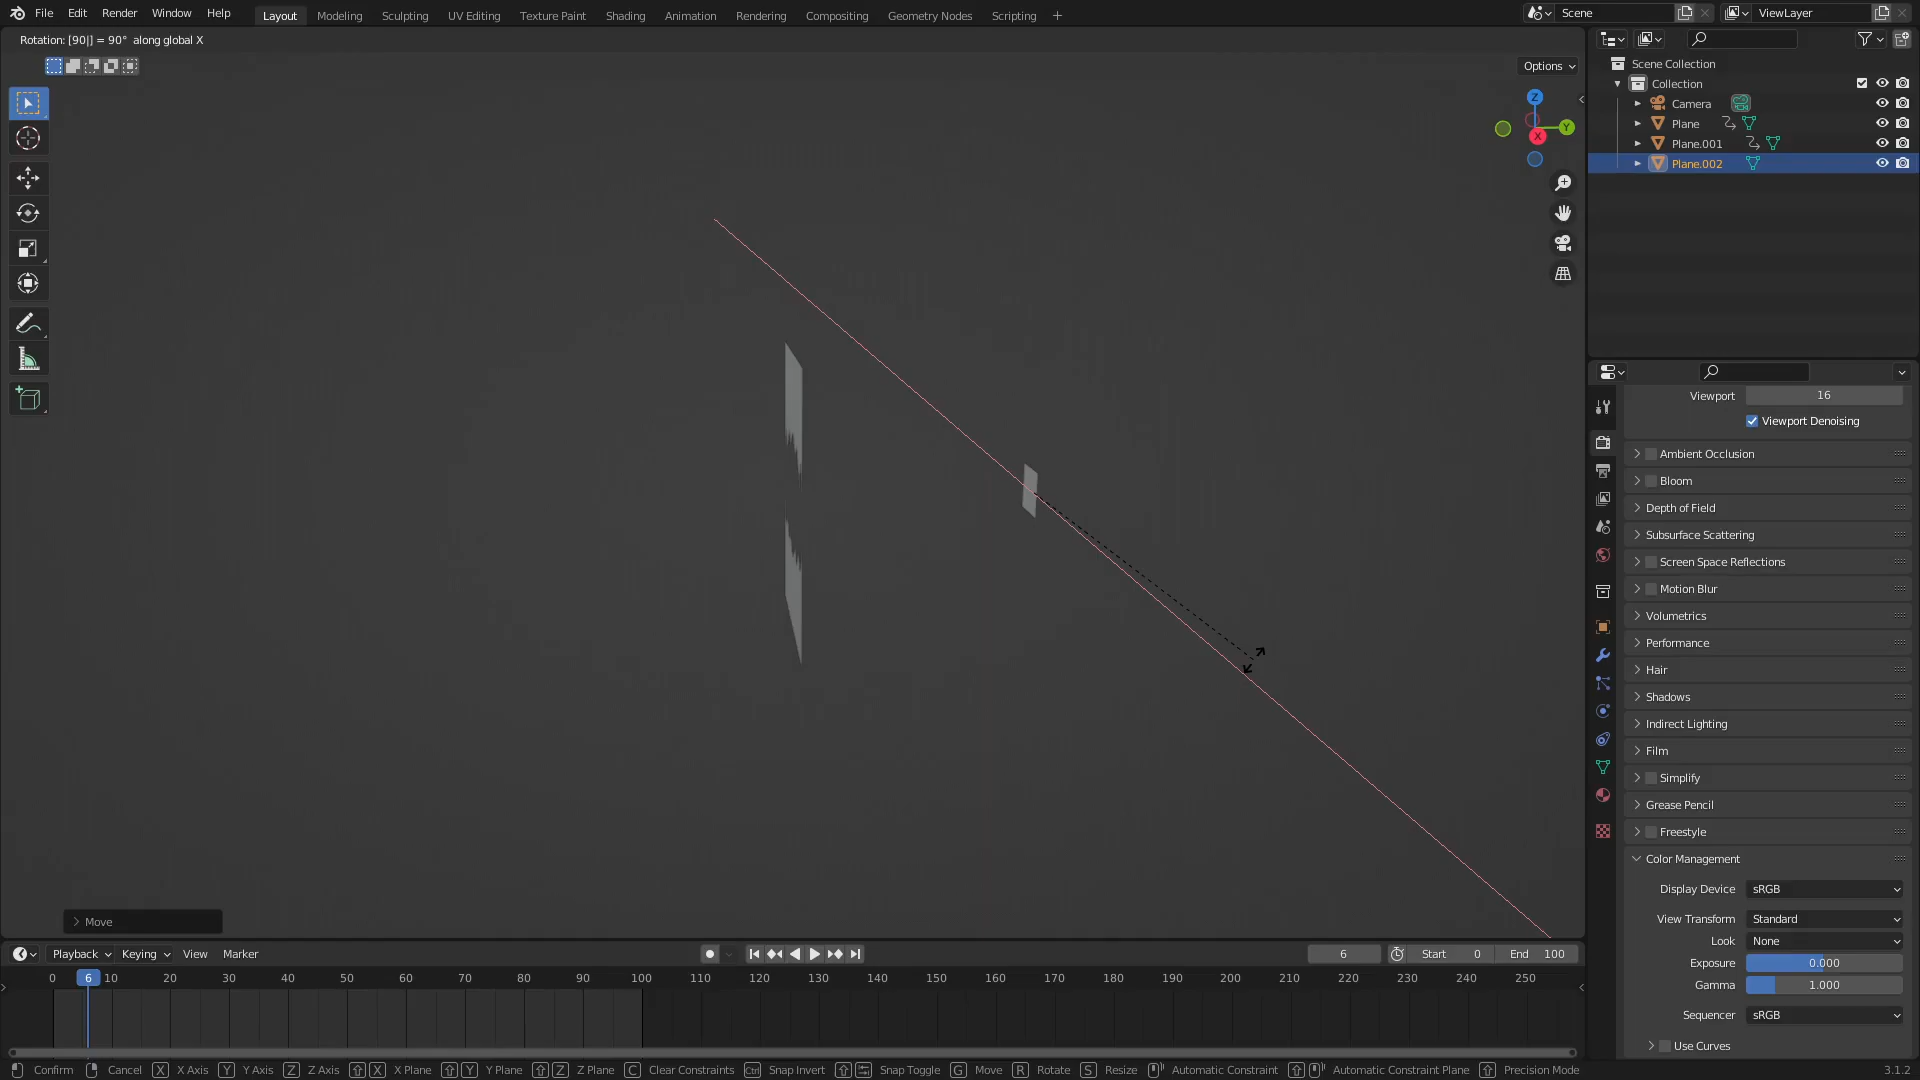 File Edit Render Window Help Layout Modeling Sculpting UV Editing Texture Paint Shading Animation Rendering Compositing Geometry Nodes Scripting + Scene ViewLayer
Rotation: [90|] = 90° along global X
Options
Scene Collection
Collection
Camera
Plane
Plane.001
Plane.002
Z
Y
X
Viewport 16
Viewport Denoising
Ambient Occlusion
Bloom
Depth of Field
Subsurface Scattering
Screen Space Reflections
Motion Blur
Volumetrics
Performance
Hair
Shadows
Indirect Lighting
Film
Simplify
Grease Pencil
Freestyle
Color Management
Display Device sRGB
View Transform Standard
Look None
Exposure 0.000
Gamma 1.000
Sequencer sRGB
Use Curves
Move
Playback Keying View Marker 6 Start 0 End 100
0 6 10 20 30 40 50 60 70 80 90 100 110 120 130 140 150 160 170 180 190 200 210 220 230 240 250
Confirm Cancel X X Axis Y Y Axis Z Z Axis X X Plane Y Y Plane Z Z Plane C Clear Constraints Ctrl Snap Invert Snap Toggle G Move R Rotate S Resize Automatic Constraint Automatic Constraint Plane Precision Mode 3.1.2